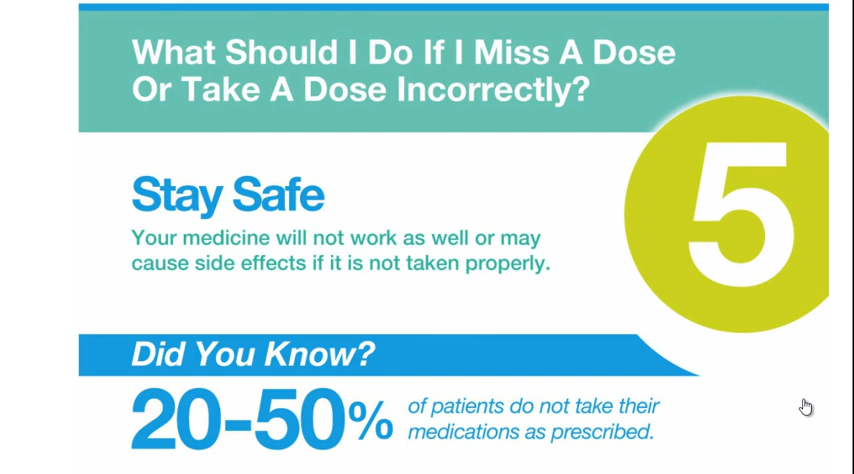 What Should I Do If I Miss A Dose
Or Take A Dose Incorrectly?
5
Stay Safe
Your medicine will not work as well or may
cause side effects if it is not taken properly.
Did You Know?
20-50%
of patients do not take their
medications as prescribed.